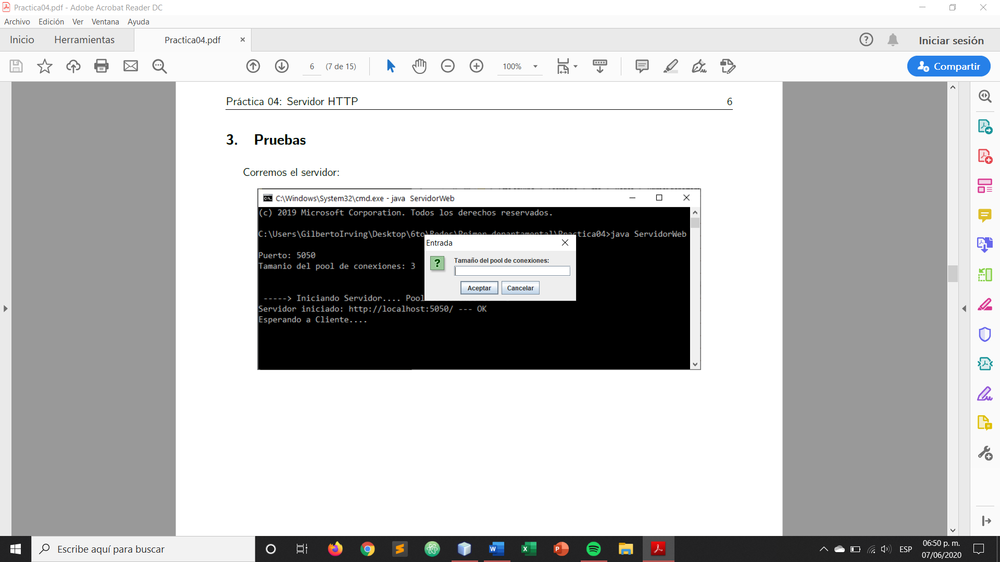 Practica04.pdf - Adobe Acrobat Reader DC
Archivo Edición Ver Ventana Ayuda
Inicio Herramientas Practica04.pdf × Iniciar sesión
6 (7 de 15) 100% Compartir
Práctica 04: Servidor HTTP 6
3. Pruebas
Corremos el servidor:
C:\Windows\System32\cmd.exe - java ServidorWeb
(c) 2019 Microsoft Corporation. Todos los derechos reservados.
C:\Users\GilbertoIrving\Desktop\6to\Redes\Primer departamental\Practica04>java ServidorWeb
Entrada
Puerto: 5050
Tamaño del pool de conexiones:
Tamanio del pool de conexiones: 3
Aceptar Cancelar
-----> Iniciando Servidor.... Pool
Servidor iniciado: http://localhost:5050/ --- OK
Esperando a Cliente....
Escribe aquí para buscar
ESP
06:50 p. m.
07/06/2020